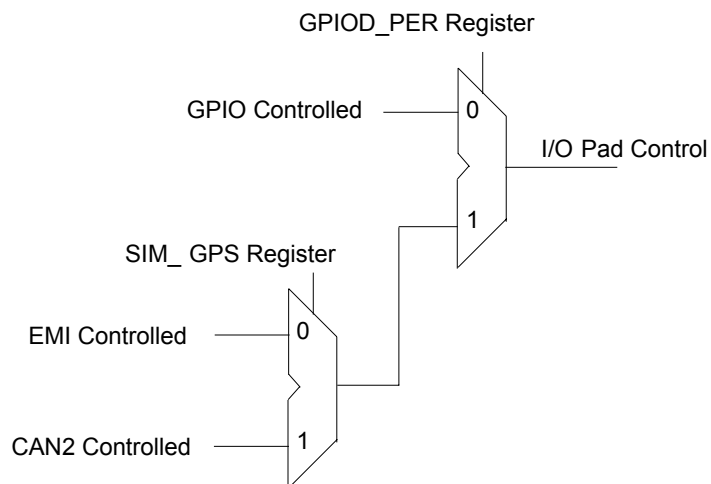 GPIOD_PER Register
GPIO Controlled
0
I/O Pad Control
1
SIM_ GPS Register
EMI Controlled
0
CAN2 Controlled
1